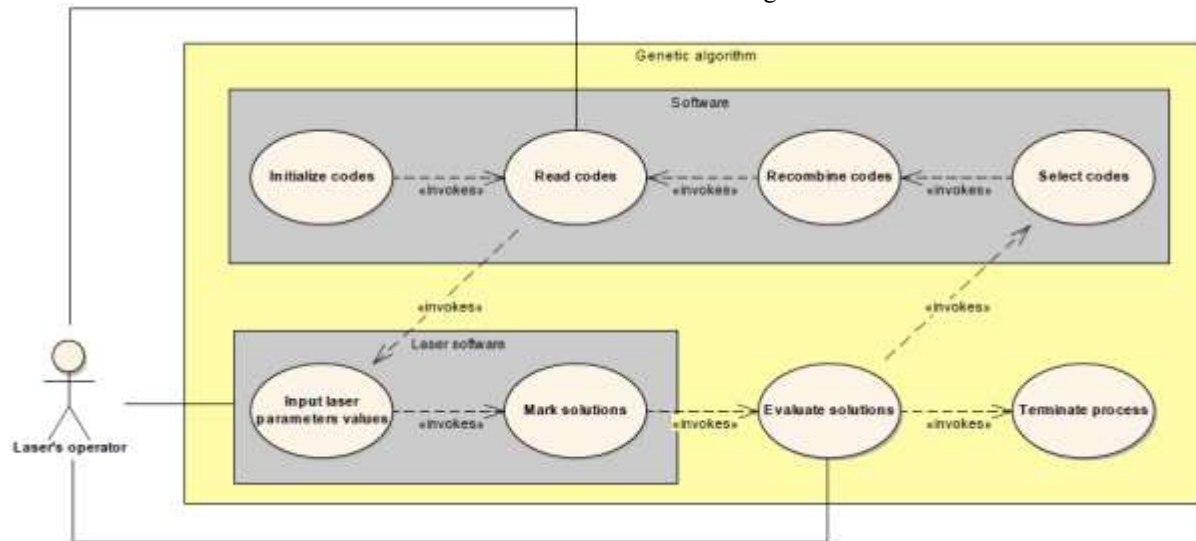 Genetic algorithm
Software
Initialize codes
«invokes»
Read codes
«invokes»
Recombine codes
«invokes»
Select codes
«invokes»
«invokes»
Laser software
Laser's operator
Input laser
parameters values
«invokes»
Mark solutions
«invokes»
Evaluate solutions
«invokes»
Terminate process